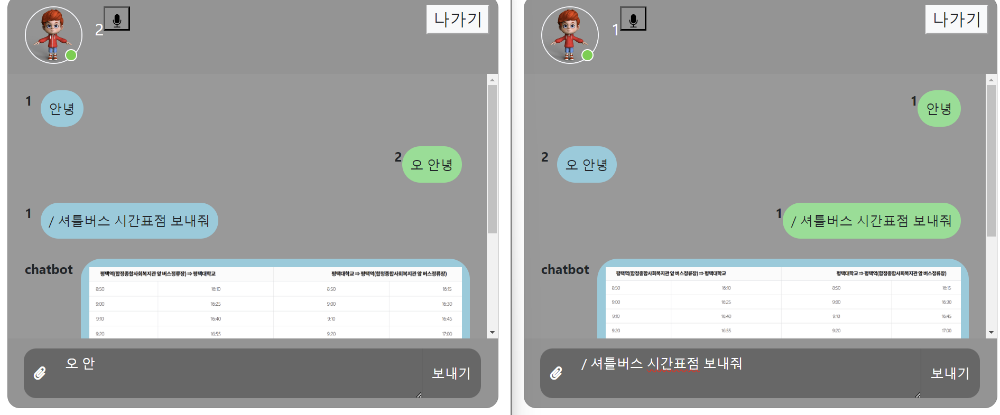 2
나가기
1
안녕
2
오 안녕
1
/ 셔틀버스 시간표점 보내줘
chatbot
평택역(합정종합사회복지관 앞 버스정류장) ⇒ 평택대학교 평택대학교 ⇒ 평택역(합정종합사회복지관 앞 버스정류장)
8:50 16:10 8:50 16:15
9:00 16:25 9:00 16:30
9:10 16:40 9:10 16:45
9:20 16:55 9:20 17:00
오 안
보내기
1
나가기
1
안녕
2
오 안녕
1
/ 셔틀버스 시간표점 보내줘
chatbot
평택역(합정종합사회복지관 앞 버스정류장) ⇒ 평택대학교 평택대학교 ⇒ 평택역(합정종합사회복지관 앞 버스정류장)
8:50 16:10 8:50 16:15
9:00 16:25 9:00 16:30
9:10 16:40 9:10 16:45
9:20 16:55 9:20 17:00
/ 셔틀버스 시간표점 보내줘
보내기